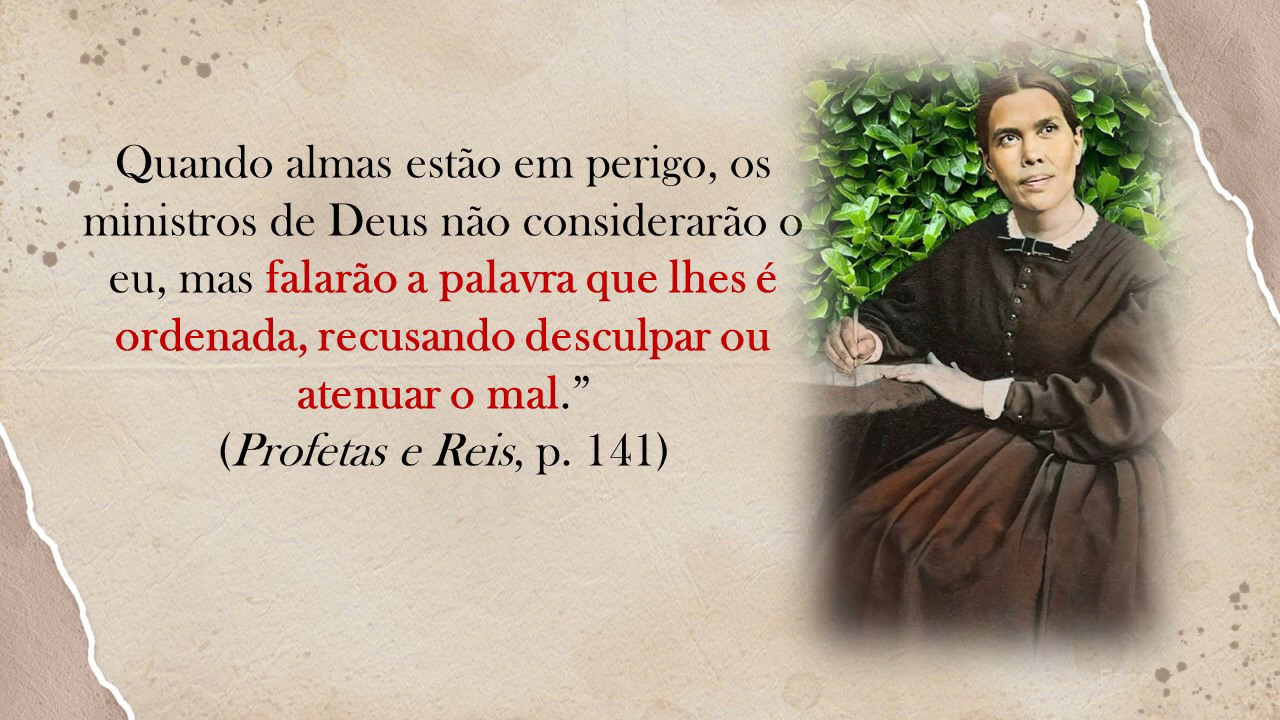 Quando almas estão em perigo, os
ministros de Deus não considerarão o
eu, mas falarão a palavra que lhes é
ordenada, recusando desculpar ou
atenuar o mal.”
(Profetas e Reis, p. 141)